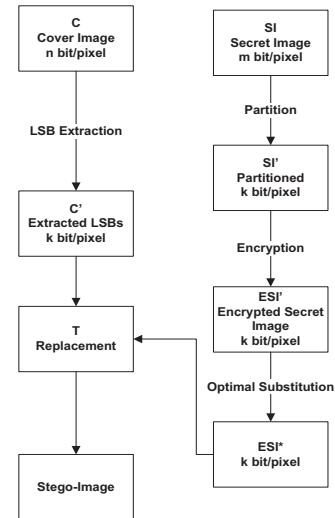 C
Cover Image
n bit/pixel
LSB Extraction
C'
Extracted LSBs
k bit/pixel
T
Replacement
Stego-Image
SI
Secret Image
m bit/pixel
Partition
SI'
Partitioned
k bit/pixel
Encryption
ESI'
Encrypted Secret
Image
k bit/pixel
Optimal Substitution
ESI*
k bit/pixel